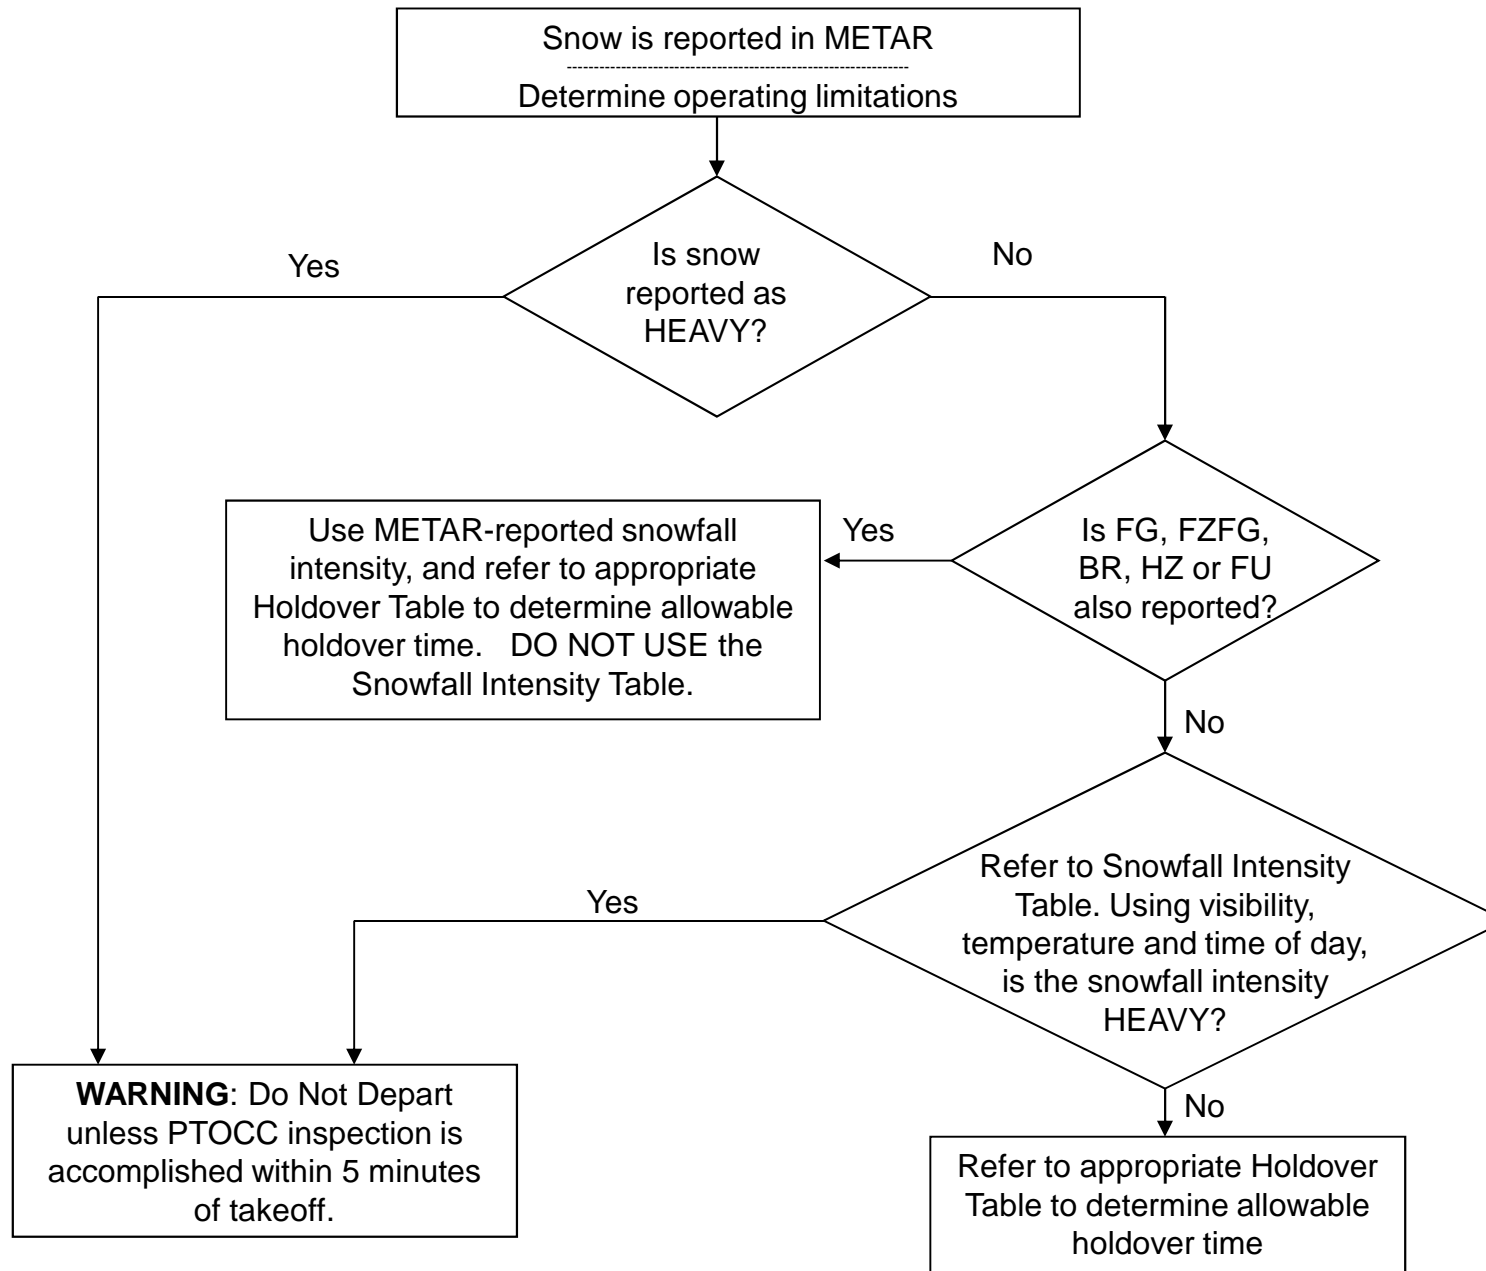 Snow is reported in METAR
Determine operating limitations
Is snow
reported as
HEAVY?
Yes
No
Is FG, FZFG,
BR, HZ or FU
also reported?
Yes
Use METAR-reported snowfall
intensity, and refer to appropriate
Holdover Table to determine allowable
holdover time. DO NOT USE the
Snowfall Intensity Table.
No
Refer to Snowfall Intensity
Table. Using visibility,
temperature and time of day,
is the snowfall intensity
HEAVY?
Yes
No
WARNING: Do Not Depart
unless PTOCC inspection is
accomplished within 5 minutes
of takeoff.
Refer to appropriate Holdover
Table to determine allowable
holdover time